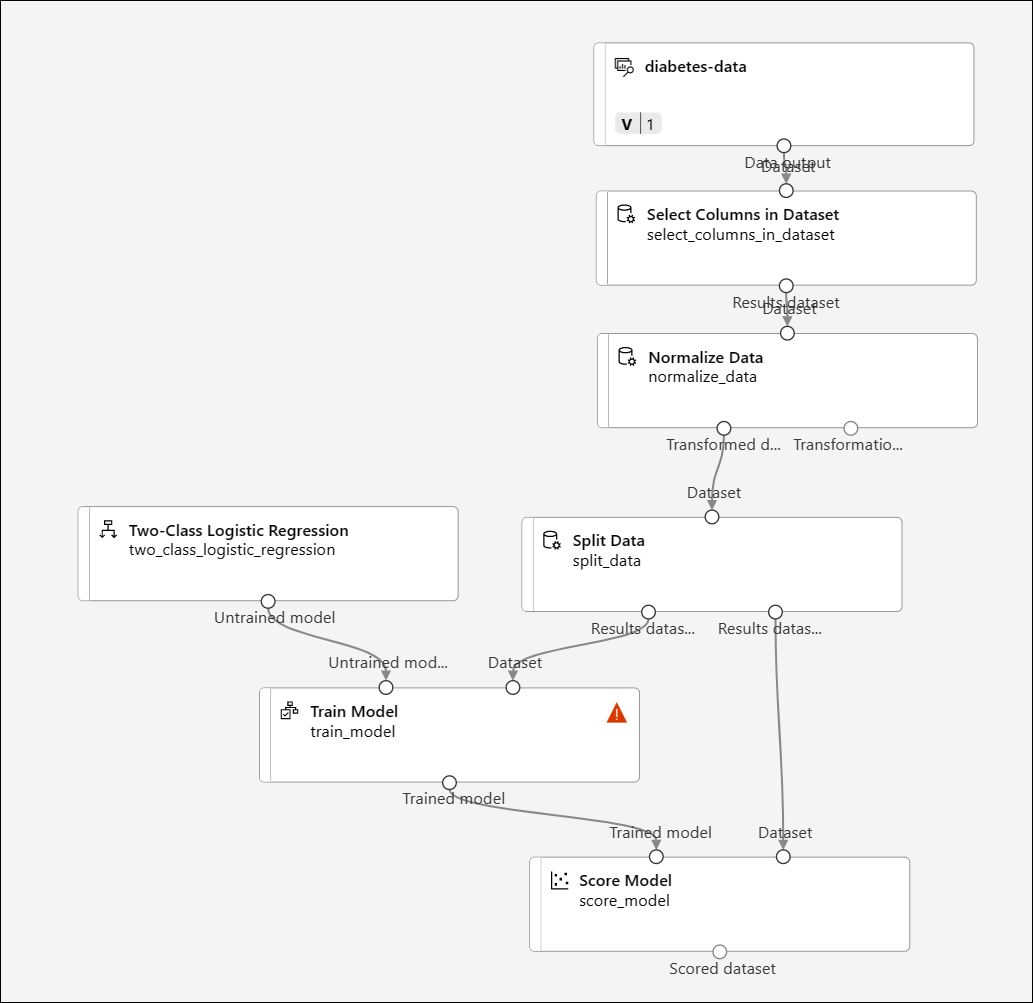 diabetes-data
V 1
Data output
Dataset
Select Columns in Dataset
select_columns_in_dataset
Results dataset
Dataset
Normalize Data
normalize_data
Transformed d... Transformatio...
Dataset
Two-Class Logistic Regression
two_class_logistic_regression
Untrained model
Split Data
split_data
Results datas... Results datas...
Untrained mod... Dataset
Train Model
train_model
Trained model
Trained model Dataset
Score Model
score_model
Scored dataset